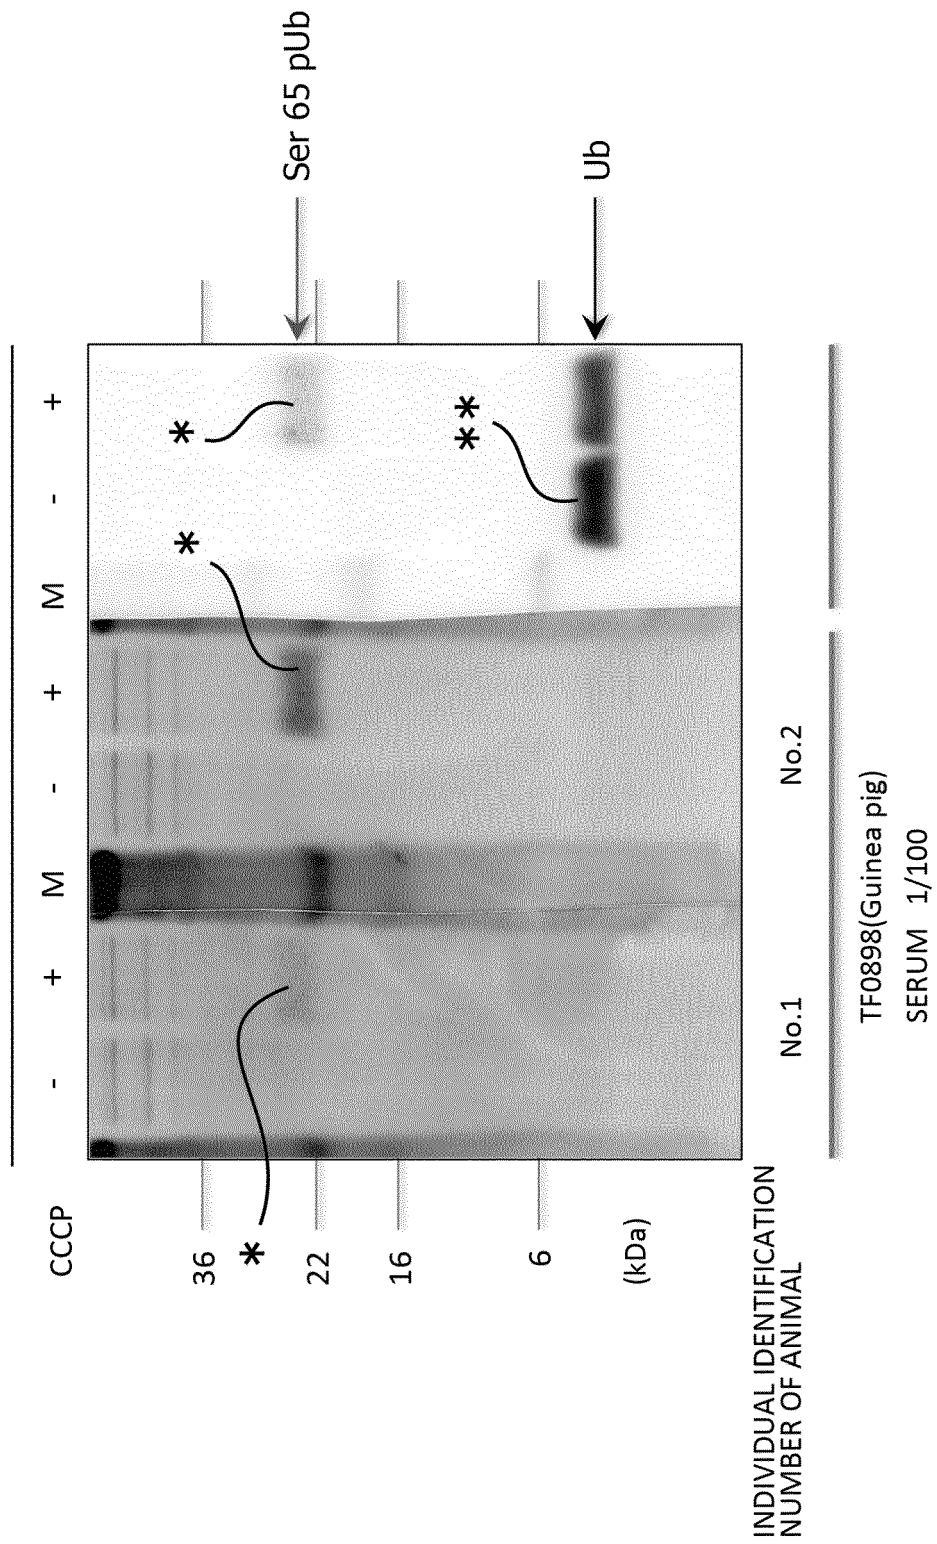 CCCP - + M - + M - +
36
*
22
16
6
(kDa)
*
*
**
Ser 65 pUb
Ub
INDIVIDUAL IDENTIFICATION
NUMBER OF ANIMAL
No.1 No.2
TF0898(Guinea pig)
SERUM 1/100